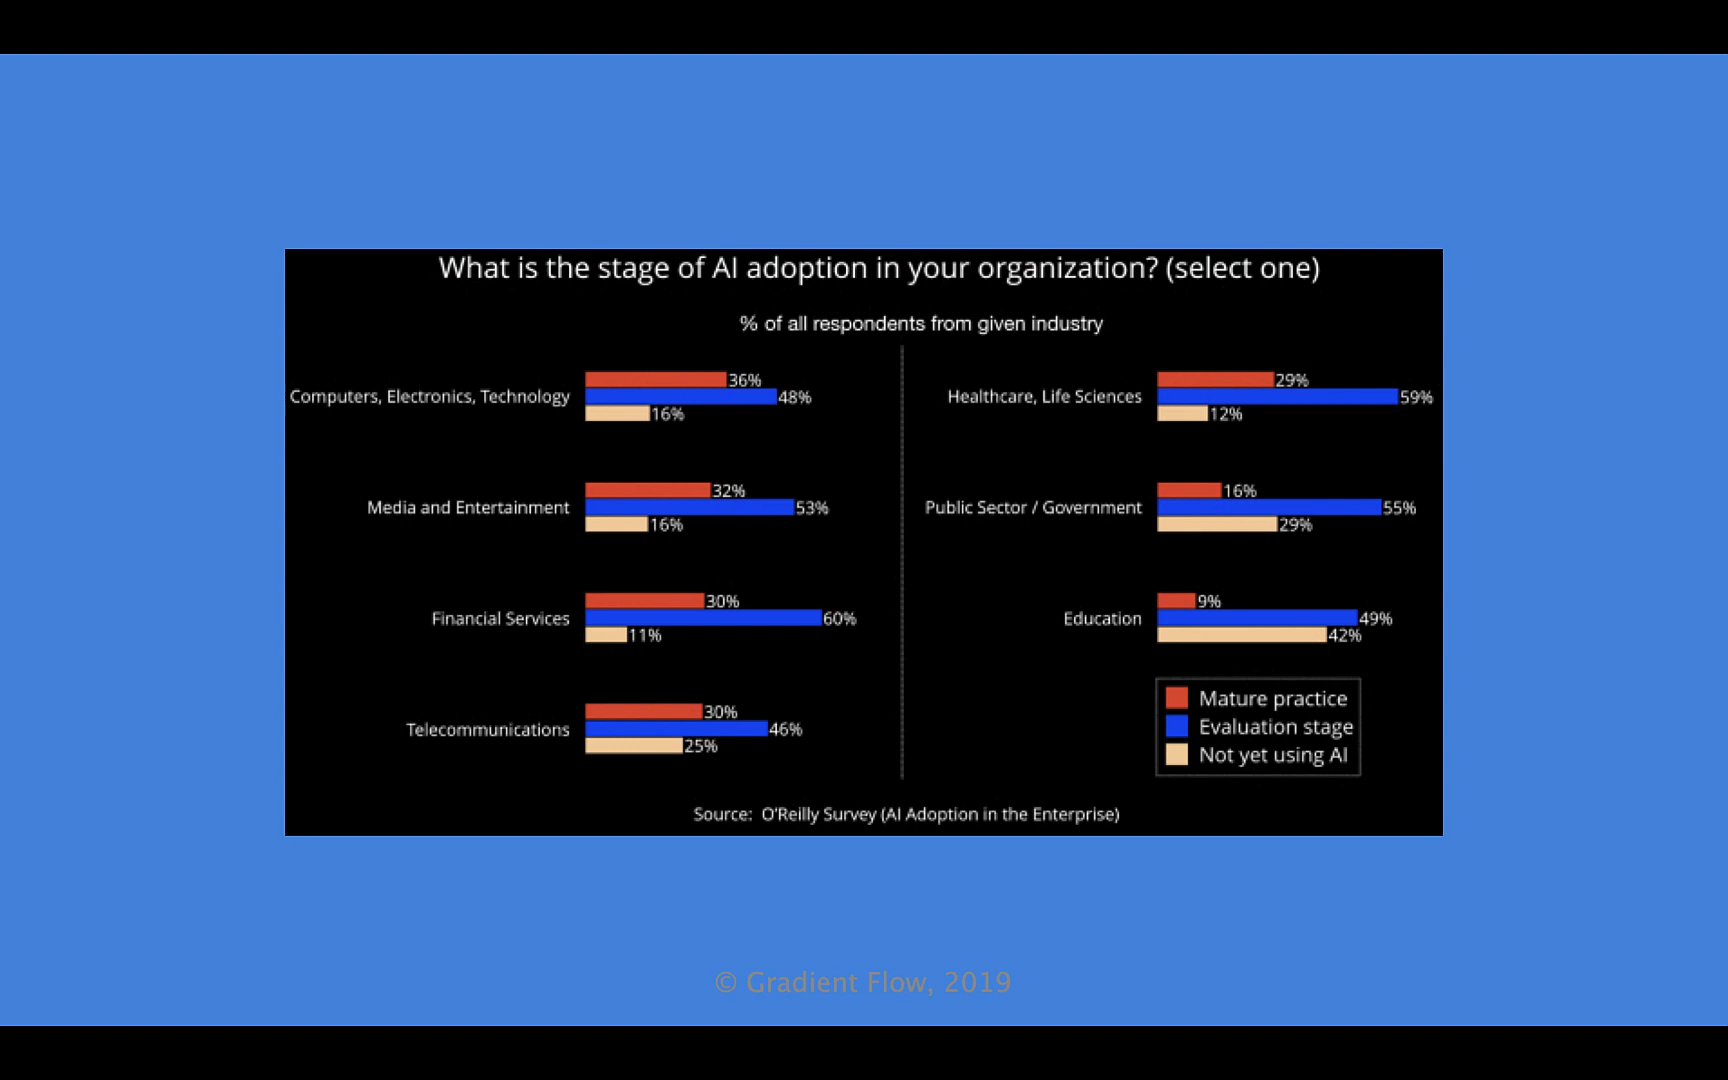 What is the stage of AI adoption in your organization? (select one)
% of all respondents from given industry
Computers, Electronics, Technology
36%
48%
16%
Media and Entertainment
32%
53%
16%
Financial Services
30%
60%
11%
Telecommunications
30%
46%
25%
Healthcare, Life Sciences
29%
59%
12%
Public Sector / Government
16%
55%
29%
Education
9%
49%
42%
Mature practice
Evaluation stage
Not yet using AI
Source: O'Reilly Survey (AI Adoption in the Enterprise)
© Gradient Flow, 2019